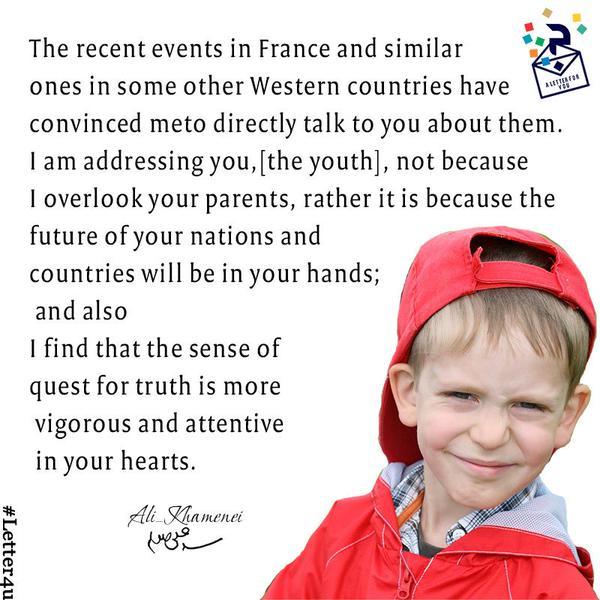 The recent events in France and similar
ones in some other Western countries have
convinced meto directly talk to you about them.
I am addressing you,[the youth], not because
I overlook your parents, rather it is because the
future of your nations and
countries will be in your hands;
and also
I find that the sense of
quest for truth is more
vigorous and attentive
in your hearts.
Ali_Khamenei
#Letter4u
A LETTER FOR
YOU